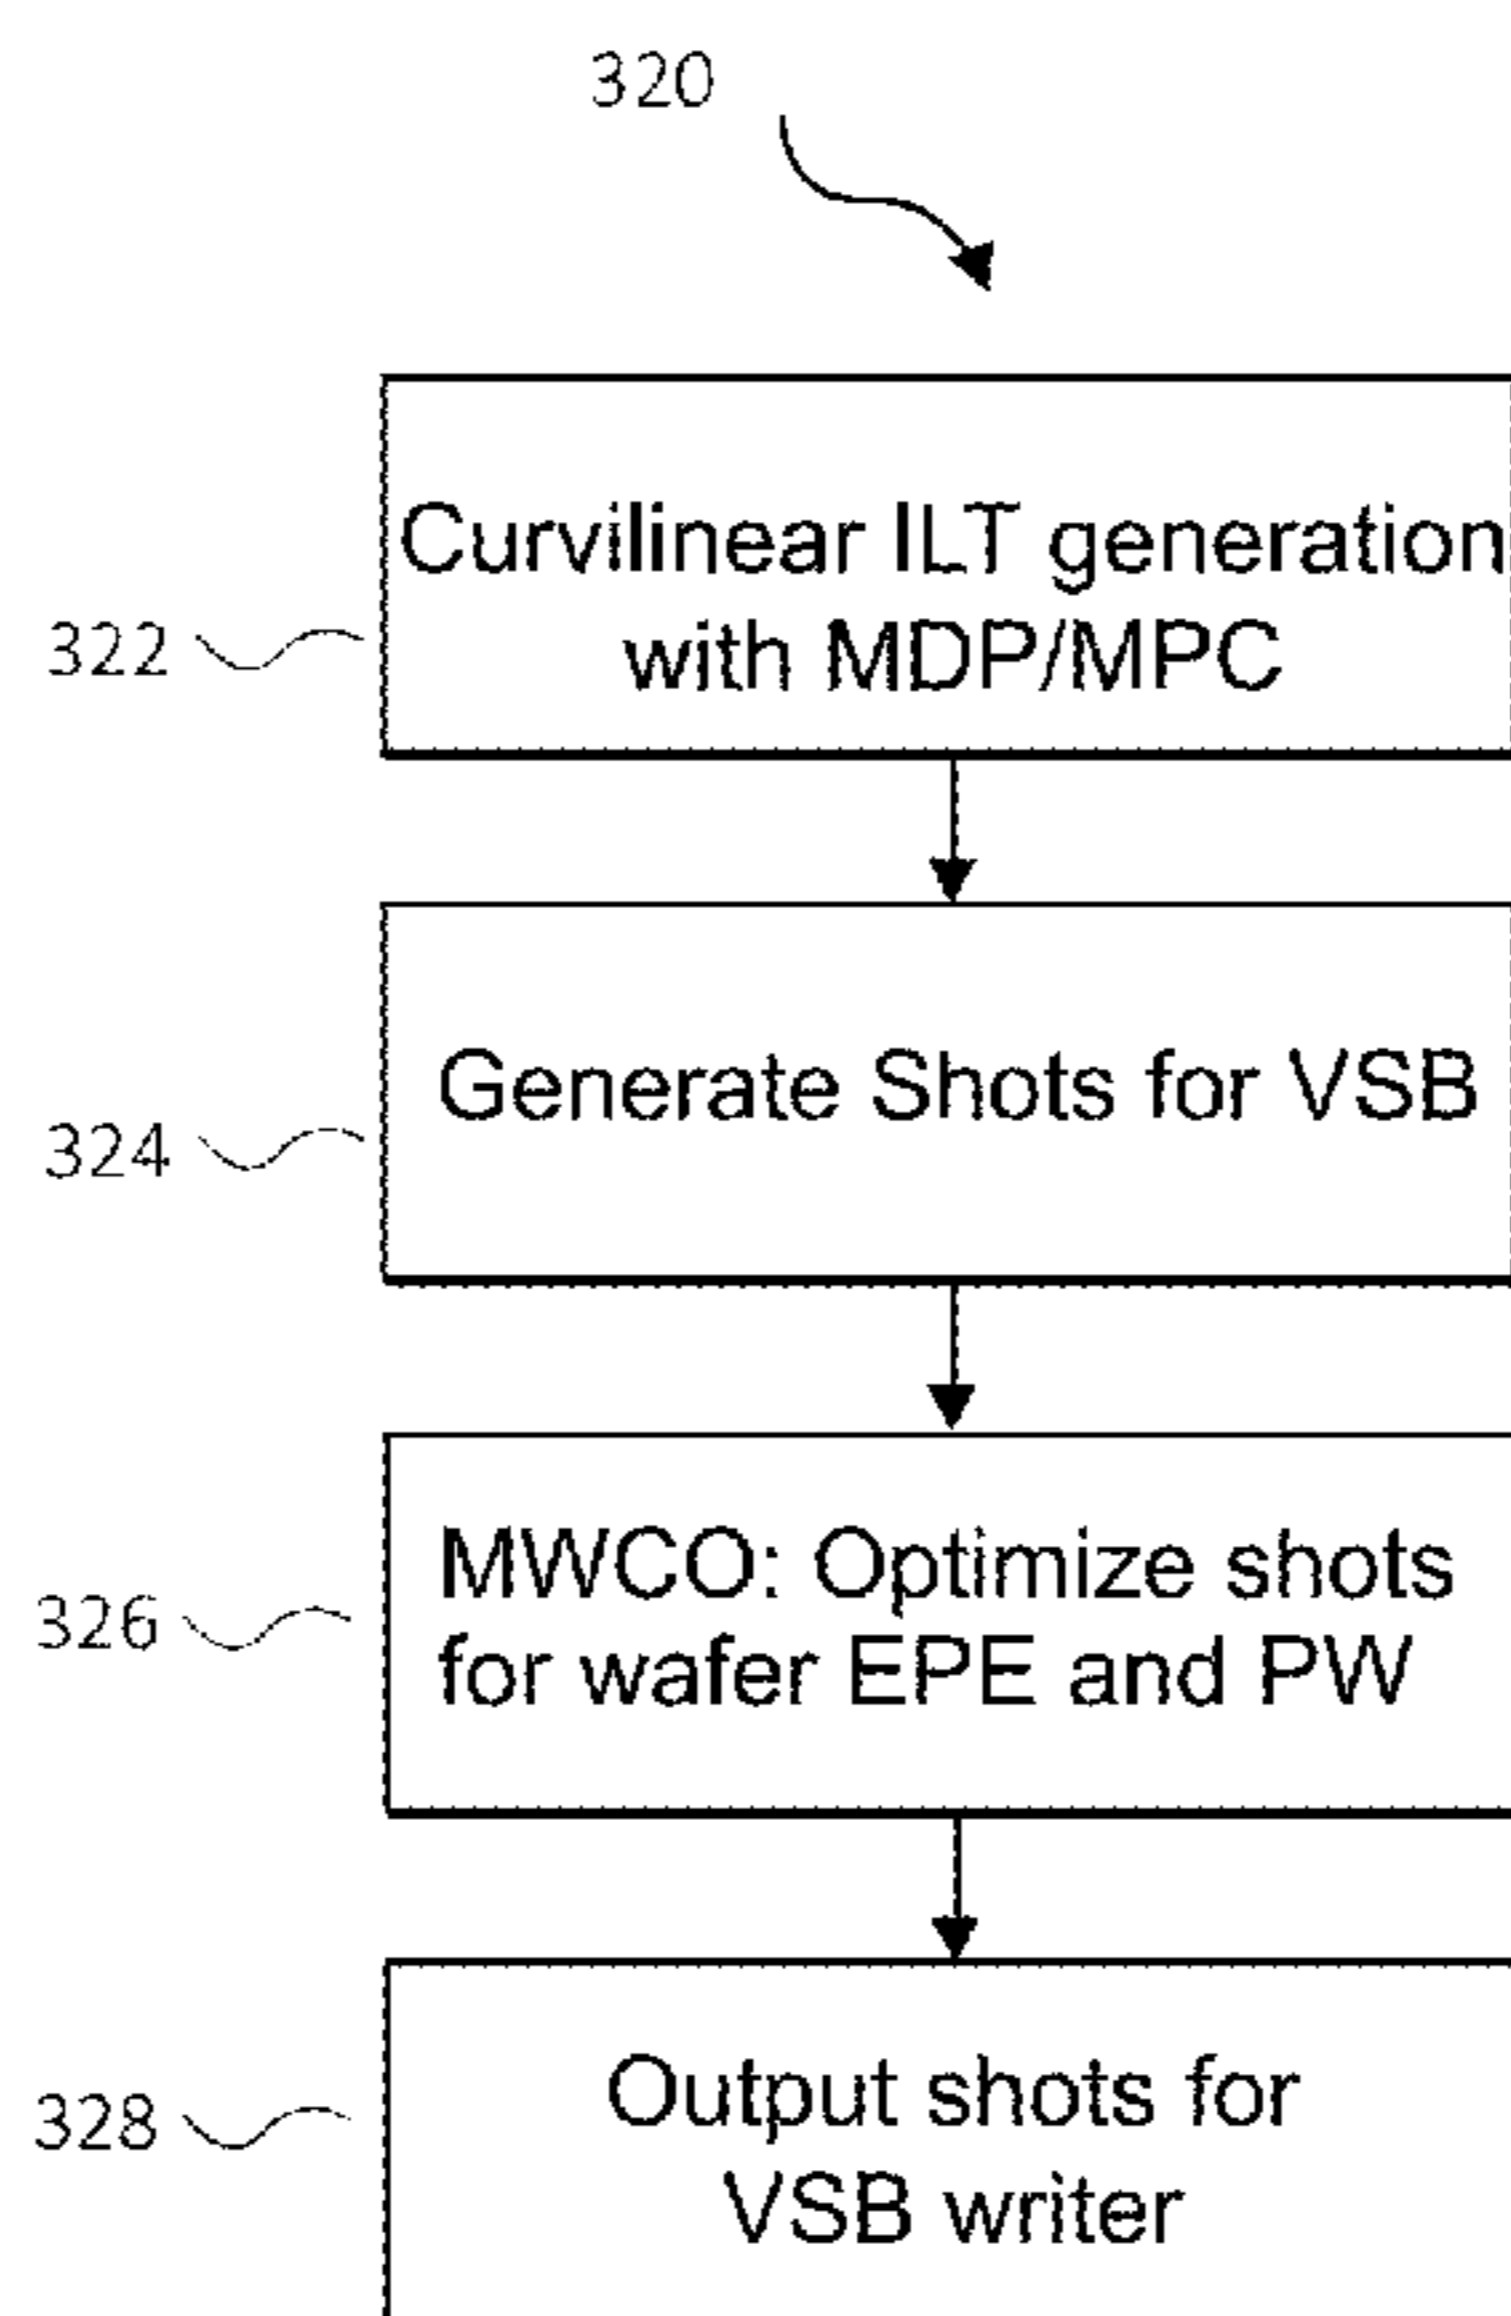 320
Curvilinear ILT generation
with MDP/MPC
322
Generate Shots for VSB
324
MWCO: Optimize shots
for wafer EPE and PW
326
Output shots for
VSB writer
328